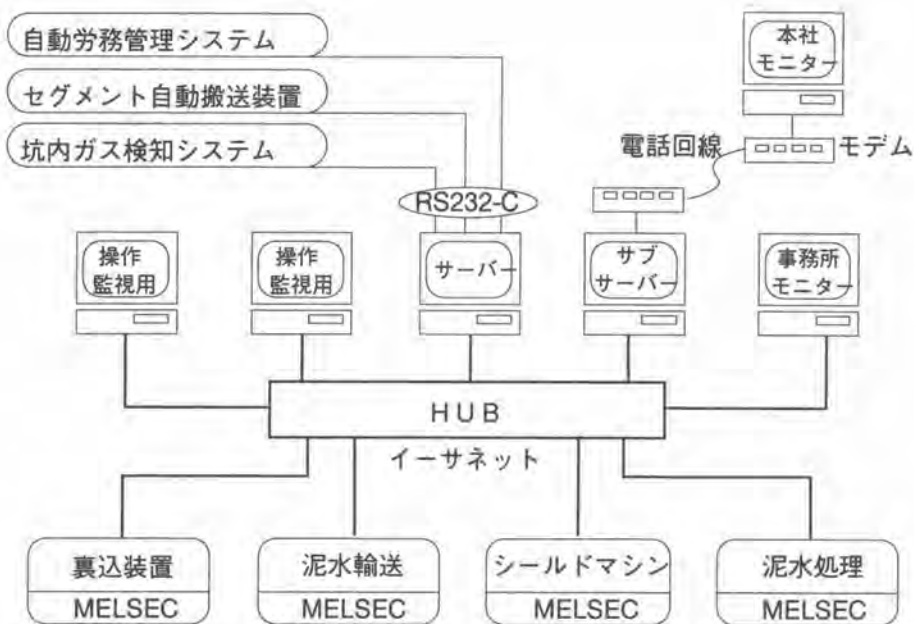 自動労務管理システム
セグメント自動搬送装置
坑内ガス検知システム
本社
モニター
電話回線
モデム
RS232-C
操作
監視用
操作
監視用
サーバー
サブ
サーバー
事務所
モニター
HUB
イーサネット
裏込装置
MELSEC
泥水輸送
MELSEC
シールドマシン
MELSEC
泥水処理
MELSEC